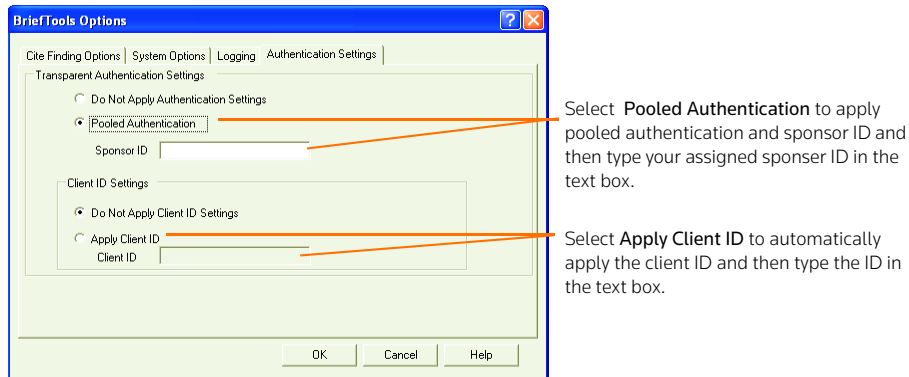 BriefTools Options
Cite Finding Options System Options Logging Authentication Settings
Transparent Authentication Settings
Do Not Apply Authentication Settings
Pooled Authentication
Sponsor ID
Client ID Settings
Do Not Apply Client ID Settings
Apply Client ID
Client ID
OK Cancel Help
Select Pooled Authentication to apply
pooled authentication and sponsor ID and
then type your assigned sponser ID in the
text box.
Select Apply Client ID to automatically
apply the client ID and then type the ID in
the text box.